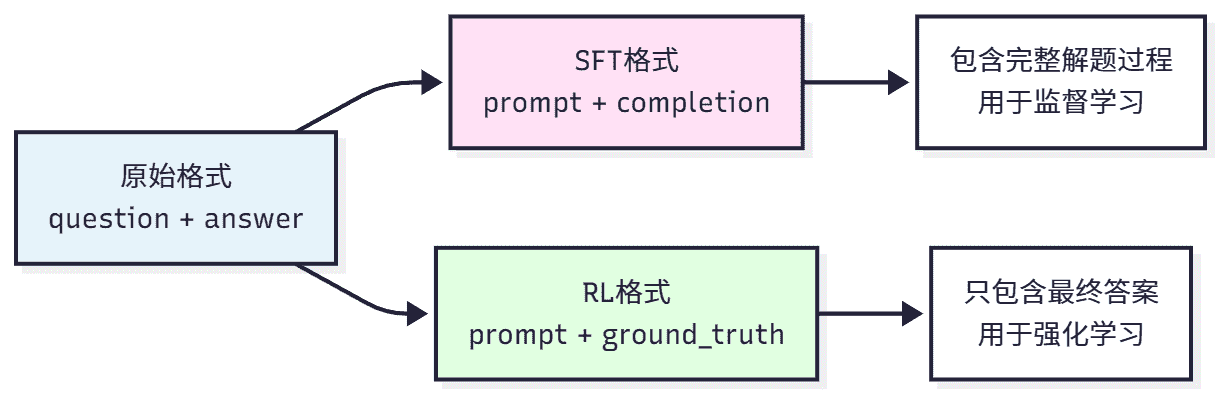 原始格式
question + answer
SFT格式
prompt + completion
包含完整解题过程
用于监督学习
RL格式
prompt + ground_truth
只包含最终答案
用于强化学习